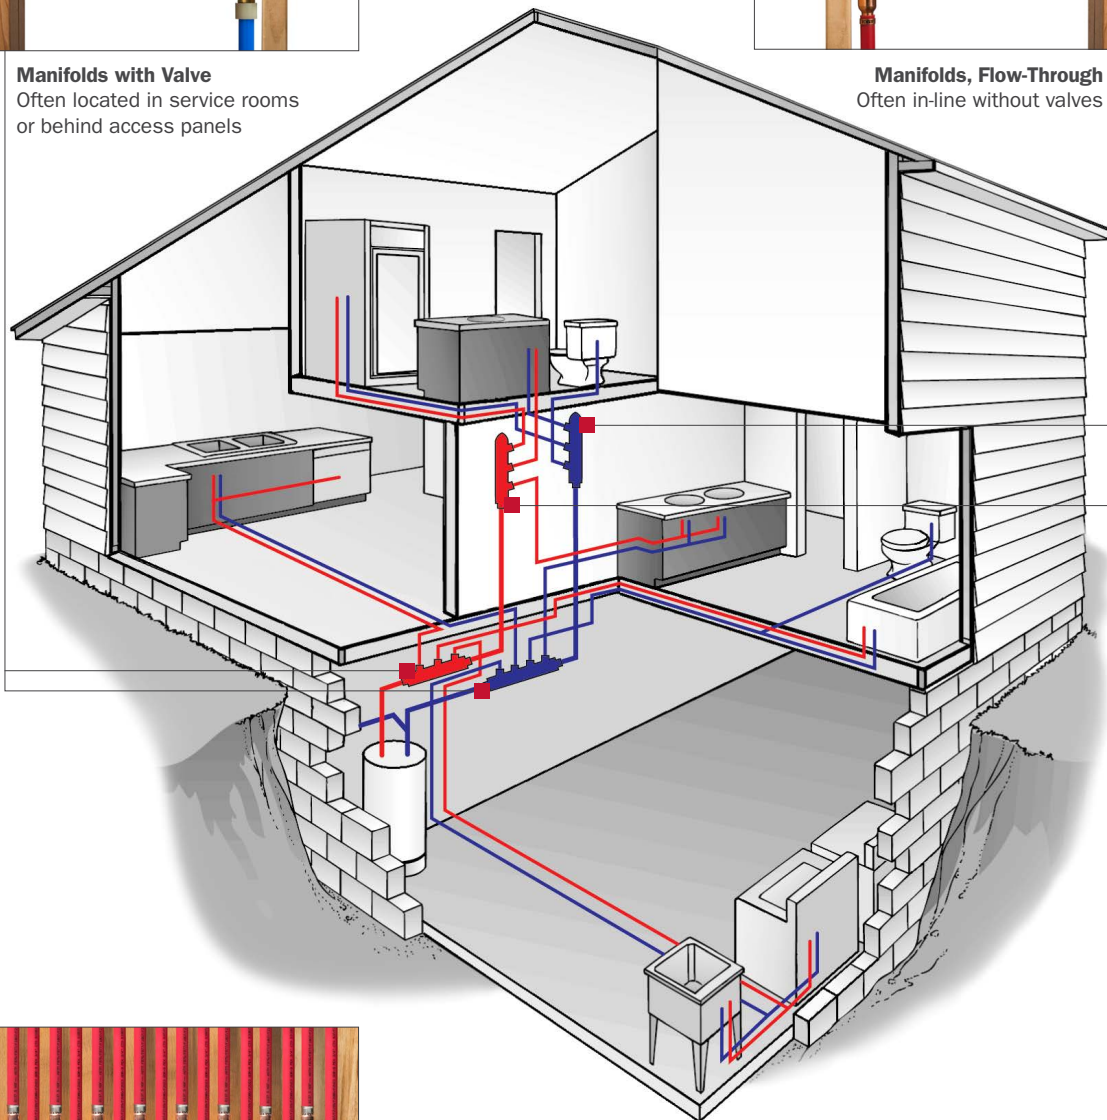 Manifolds with Valve
Often located in service rooms
or behind access panels
Manifolds, Flow-Through
Often in-line without valves